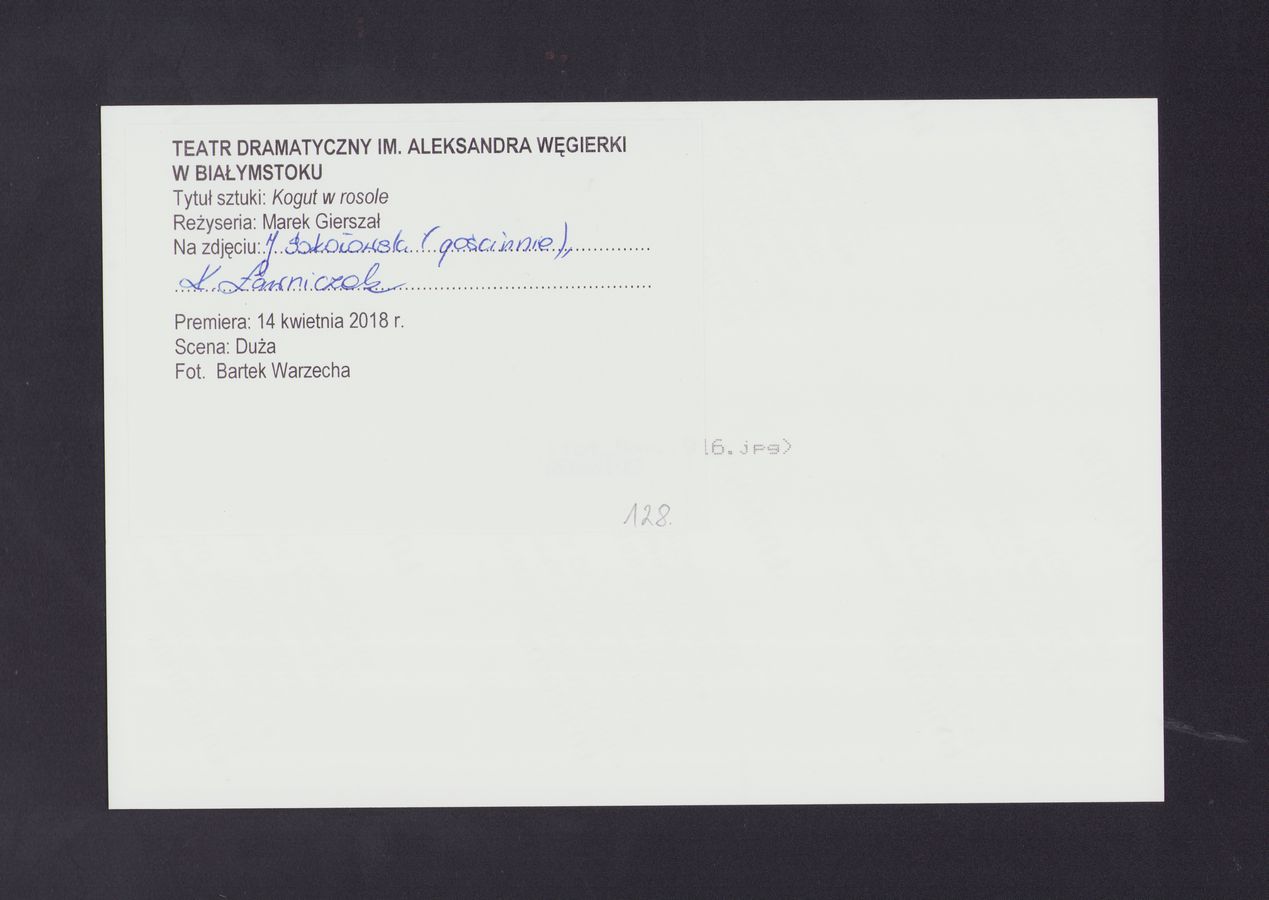 TEATR DRAMATYCZNY IM. ALEKSANDRA WĘGIERKI
W BIAŁYMSTOKU
Tytuł sztuki: Kogut w rosole
Reżyseria: Marek Gierszał
Na zdjęciu: Sokołowska (gościnnie),
K. Ławniczak
Premiera: 14 kwietnia 2018 r.
Scena: Duża
Fot. Bartek Warzecha
6.jpg)
128.